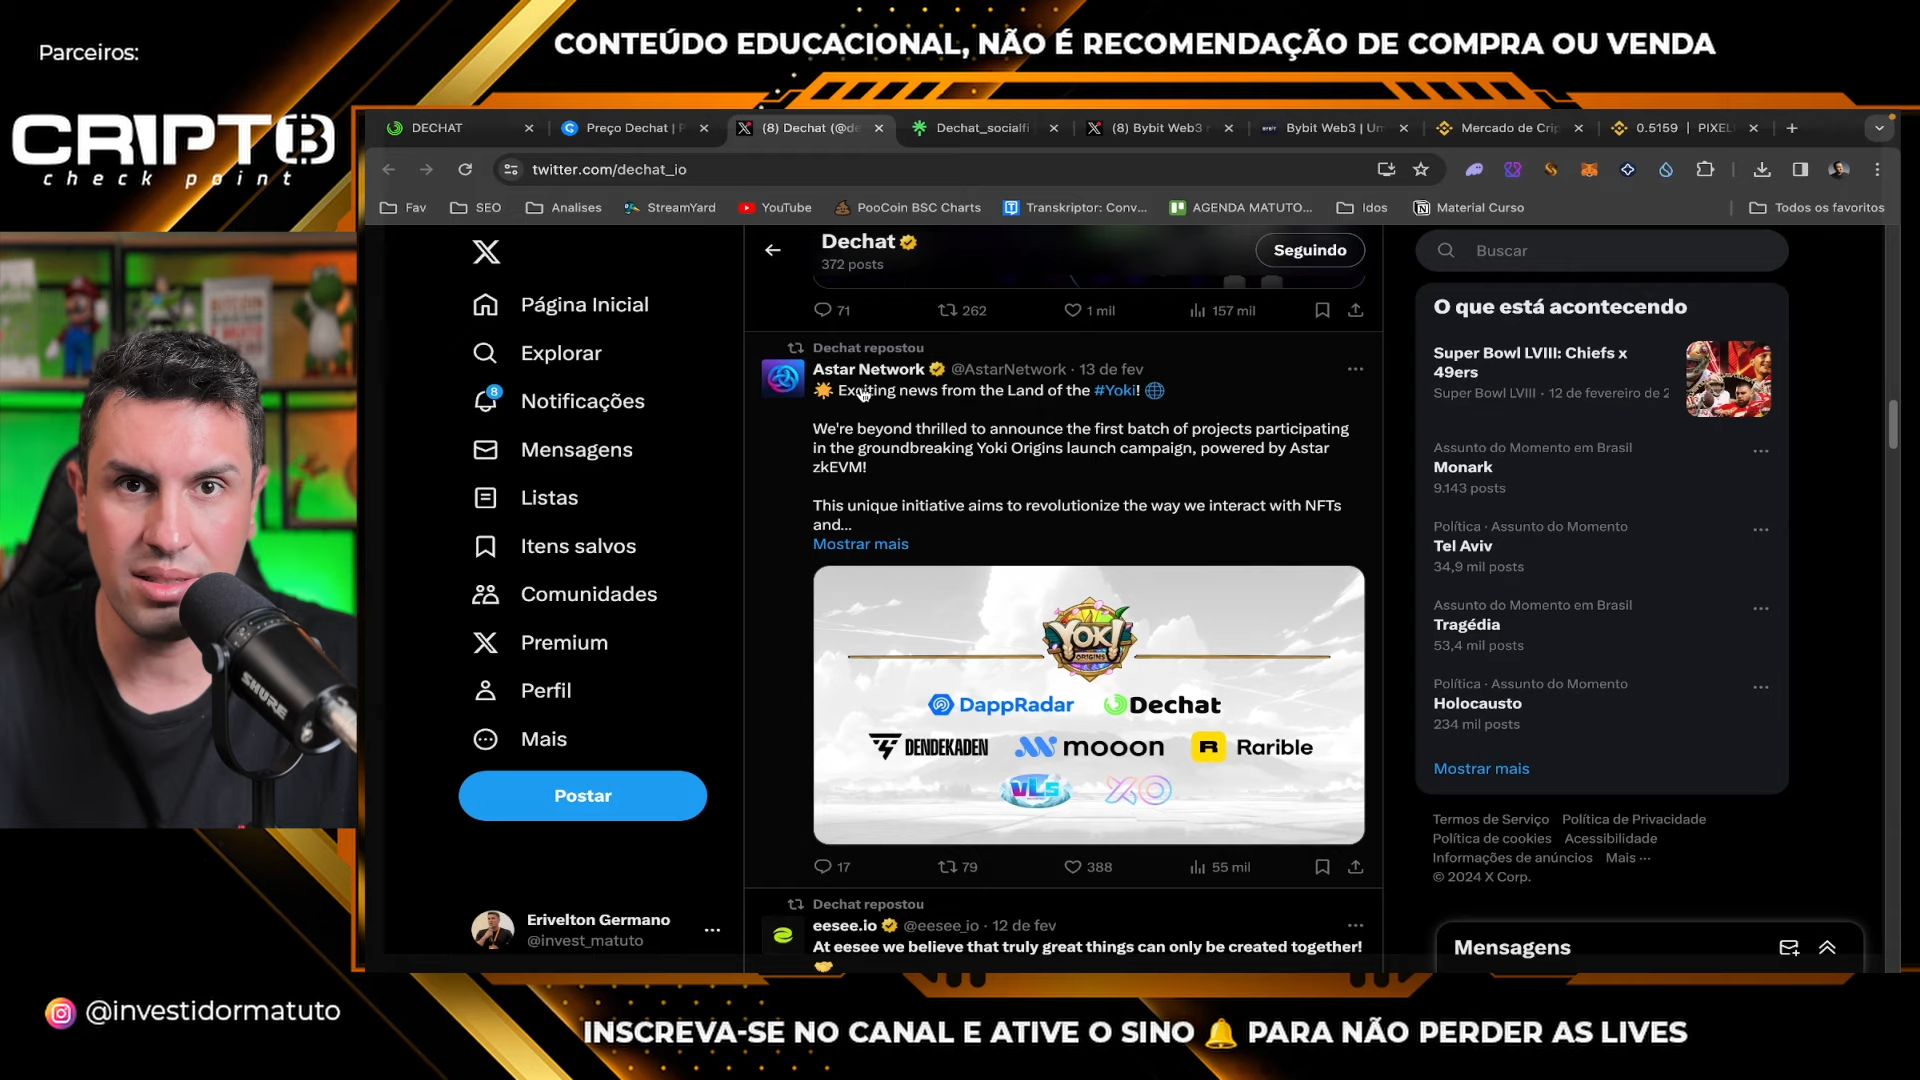 Parceiros:
CONTEÚDO EDUCACIONAL, NÃO É RECOMENDAÇÃO DE COMPRA OU VENDA
CRIPTO
check point
DECHAT
Preço Dechat | P
(8) Dechat (@de
Dechat_socialfi
(8) Bybit Web3
Bybit Web3 | Um
Mercado de Crip
0.5159 | PIXEL
twitter.com/dechat_io
Fav
SEO
Analises
StreamYard
YouTube
PooCoin BSC Charts
Transkriptor: Conv...
AGENDA MATUTO...
Idos
Material Curso
Todos os favoritos
Página Inicial
Explorar
8
Notificações
Mensagens
Listas
Itens salvos
Comunidades
Premium
Perfil
Mais
Postar
Erivelton Germano
@invest_matuto
Dechat
372 posts
Seguindo
71
262
1 mil
157 mil
Dechat repostou
Astar Network @AstarNetwork · 13 de fev
Exciting news from the Land of the #Yoki!
We're beyond thrilled to announce the first batch of projects participating
in the groundbreaking Yoki Origins launch campaign, powered by Astar
zkEVM!
This unique initiative aims to revolutionize the way we interact with NFTs
and...
Mostrar mais
YOKI
ORIGINS
DappRadar
Dechat
DENDEKADEN
mooon
R Rarible
VLS
XO
17
79
388
55 mil
Dechat repostou
eesee.io @eesee_io · 12 de fev
At eesee we believe that truly great things can only be created together!
Buscar
O que está acontecendo
Super Bowl LVIII: Chiefs x
49ers
Super Bowl LVIII · 12 de fevereiro de 2
Assunto do Momento em Brasil
Monark
9.143 posts
Política · Assunto do Momento
Tel Aviv
34,9 mil posts
Assunto do Momento em Brasil
Tragédia
53,4 mil posts
Política · Assunto do Momento
Holocausto
234 mil posts
Mostrar mais
Termos de Serviço Política de Privacidade
Política de cookies Acessibilidade
Informações de anúncios Mais ···
© 2024 X Corp.
Mensagens
SHURE
@investidormatuto
INSCREVA-SE NO CANAL E ATIVE O SINO 🔔 PARA NÃO PERDER AS LIVES